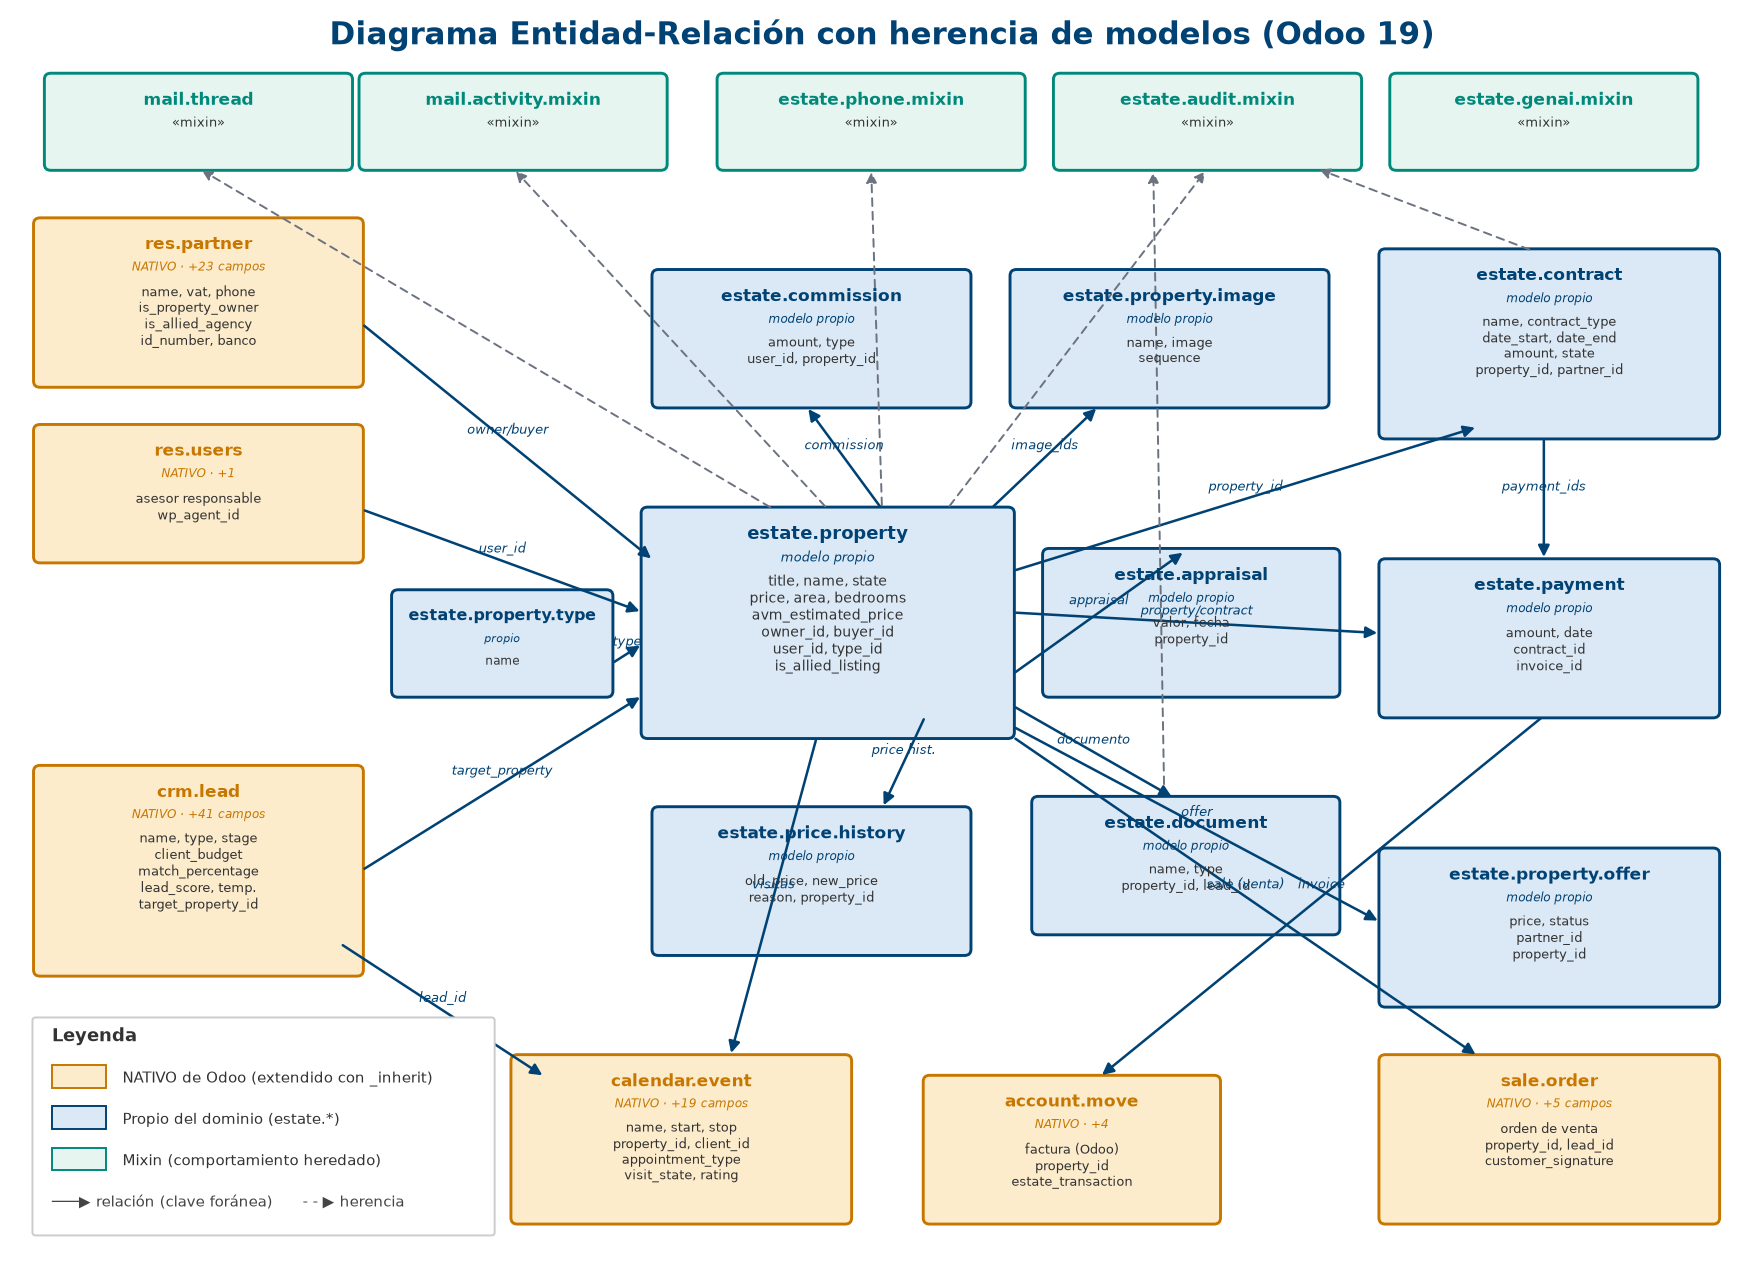 Diagrama Entidad-Relación con herencia de modelos (Odoo 19)
mail.thread
«mixin»
mail.activity.mixin
«mixin»
estate.phone.mixin
«mixin»
estate.audit.mixin
«mixin»
estate.genai.mixin
«mixin»
res.partner
NATIVO · +23 campos
name, vat, phone
is_property_owner
is_allied_agency
id_number, banco
estate.commission
modelo propio
amount, type
user_id, property_id
estate.property.image
modelo propio
name, image
sequence
estate.contract
modelo propio
name, contract_type
date_start, date_end
amount, state
property_id, partner_id
owner/buyer
commission
image_ids
property_id
payment_ids
res.users
NATIVO · +1
asesor responsable
wp_agent_id
user_id
estate.property.type
propio
name
type
estate.property
modelo propio
title, name, state
price, area, bedrooms
avm_estimated_price
owner_id, buyer_id
user_id, type_id
is_allied_listing
appraisal
estate.appraisal
modelo propio
property/contract
valor, fecha
property_id
estate.payment
modelo propio
amount, date
contract_id
invoice_id
target_property
price hist.
documento
offer
crm.lead
NATIVO · +41 campos
name, type, stage
client_budget
match_percentage
lead_score, temp.
target_property_id
estate.price.history
modelo propio
old_price, new_price
visitas
reason, property_id
estate.document
modelo propio
name, type
property_id, lead_id
sale (venta)
invoice
estate.property.offer
modelo propio
price, status
partner_id
property_id
lead_id
Leyenda
NATIVO de Odoo (extendido con _inherit)
Propio del dominio (estate.*)
Mixin (comportamiento heredado)
relación (clave foránea)
herencia
calendar.event
NATIVO · +19 campos
name, start, stop
property_id, client_id
appointment_type
visit_state, rating
account.move
NATIVO · +4
factura (Odoo)
property_id
estate_transaction
sale.order
NATIVO · +5 campos
orden de venta
property_id, lead_id
customer_signature